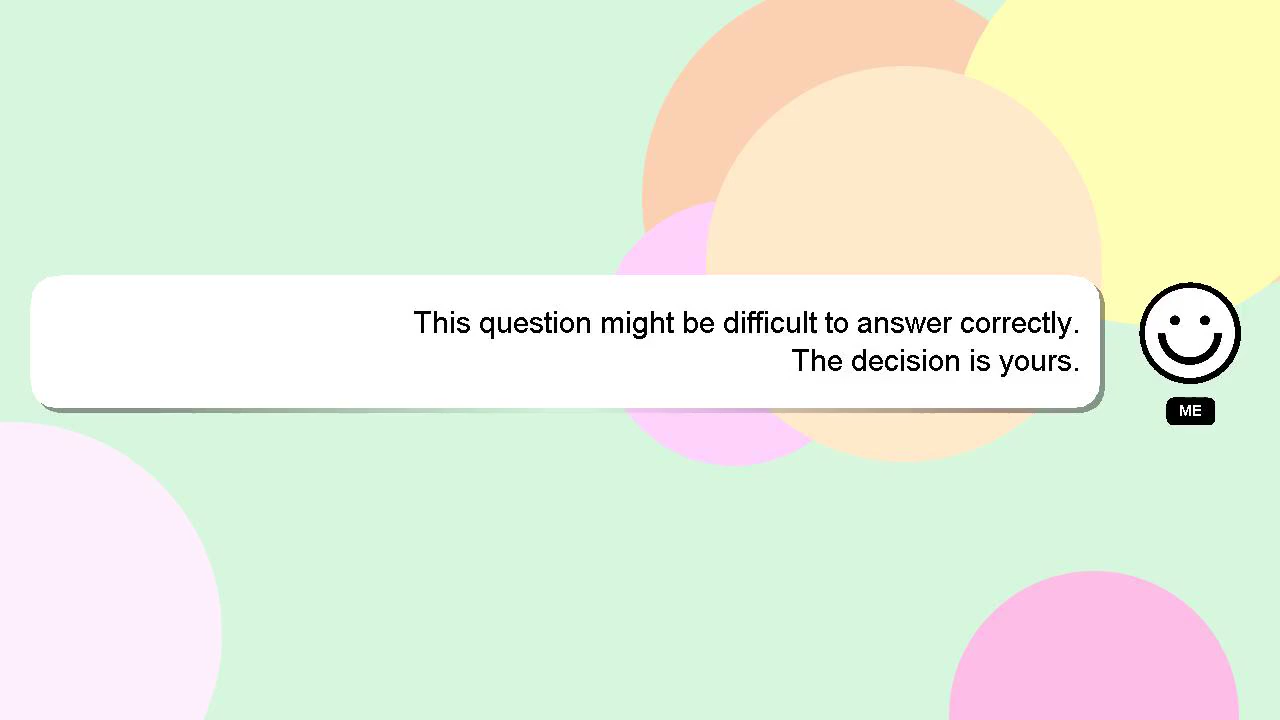 This question might be difficult to answer correctly.
The decision is yours.
ME